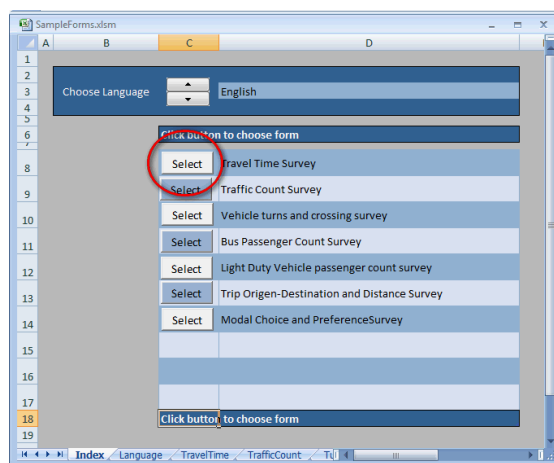 SampleForms.xlsm
A B C D
1
2
3 Choose Language English
4
5
6 Click button to choose form
7
8 Select Travel Time Survey
9 Select Traffic Count Survey
10 Select Vehicle turns and crossing survey
11 Select Bus Passenger Count Survey
12 Select Light Duty Vehicle passenger count survey
13 Select Trip Origen-Destination and Distance Survey
14 Select Modal Choice and PreferenceSurvey
15
16
17
18 Click button to choose form
19
Index Language TravelTime TrafficCount